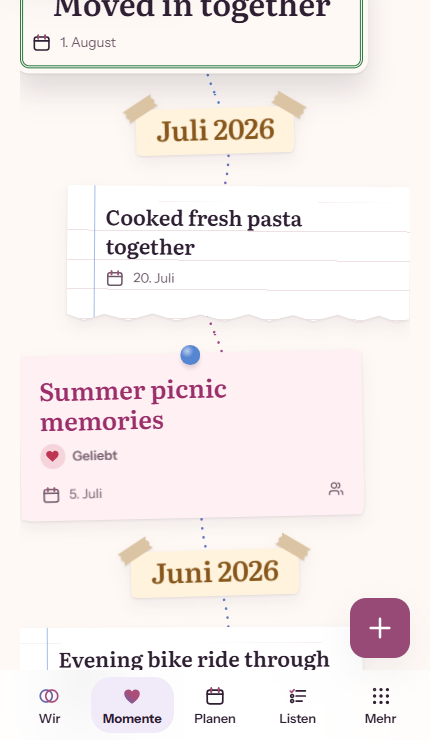 Moved in together
1. August
Juli 2026
Cooked fresh pasta
together
20. Juli
Summer picnic
memories
Geliebt
5. Juli
Juni 2026
Evening bike ride through
Wir
Momente
Planen
Listen
Mehr